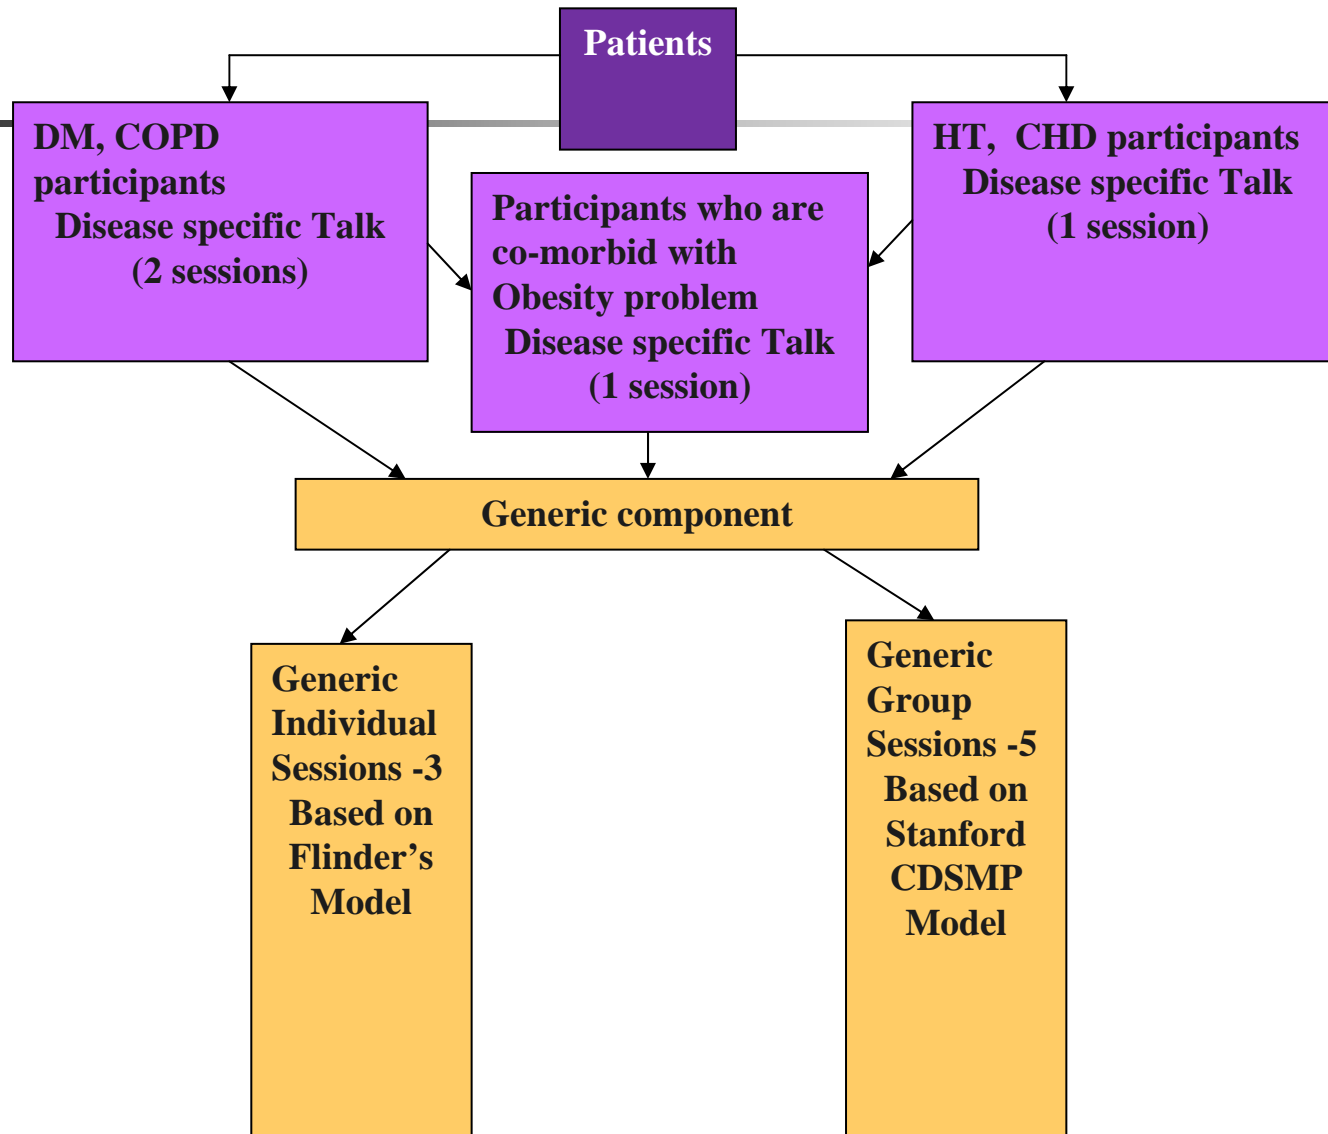 Patients
DM, COPD
participants
Disease specific Talk
(2 sessions)
Participants who are
co-morbid with
Obesity problem
Disease specific Talk
(1 session)
HT, CHD participants
Disease specific Talk
(1 session)
Generic component
Generic
Individual
Sessions -3
Based on
Flinder’s
Model
Generic
Group
Sessions -5
Based on
Stanford
CDSMP
Model